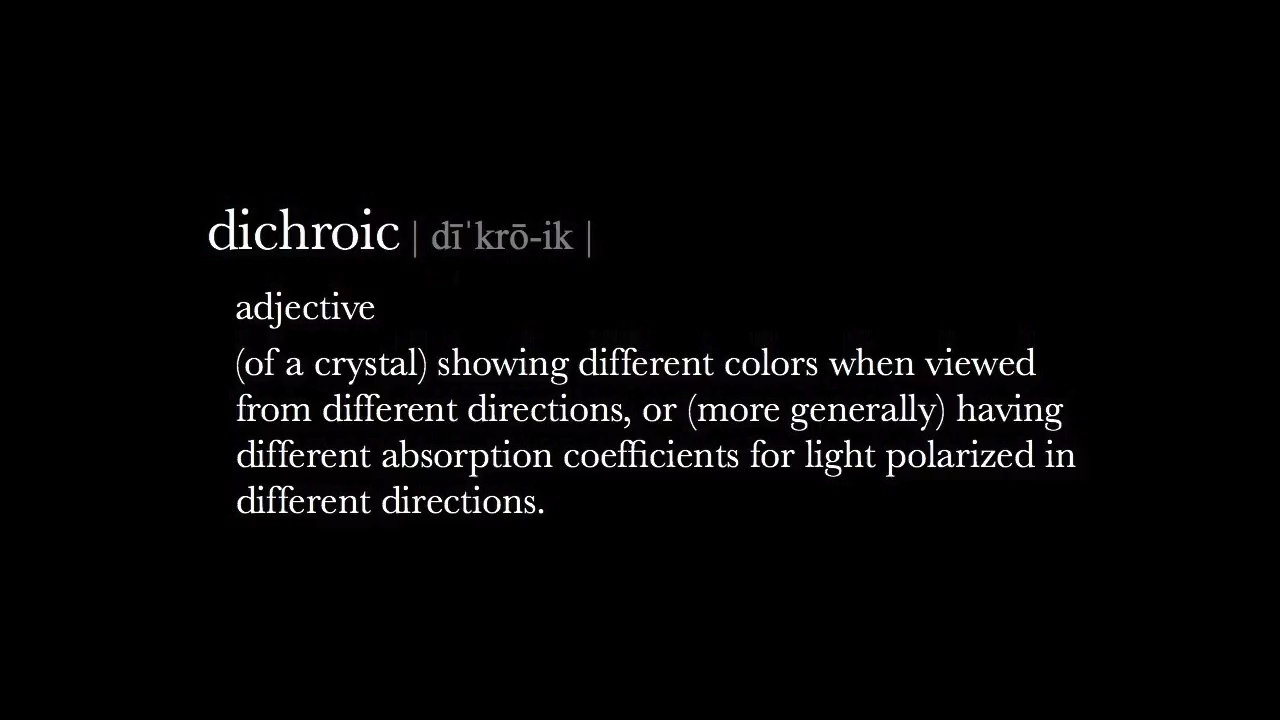 dichroic | dīˈkrō-ik |
adjective
(of a crystal) showing different colors when viewed
from different directions, or (more generally) having
different absorption coefficients for light polarized in
different directions.